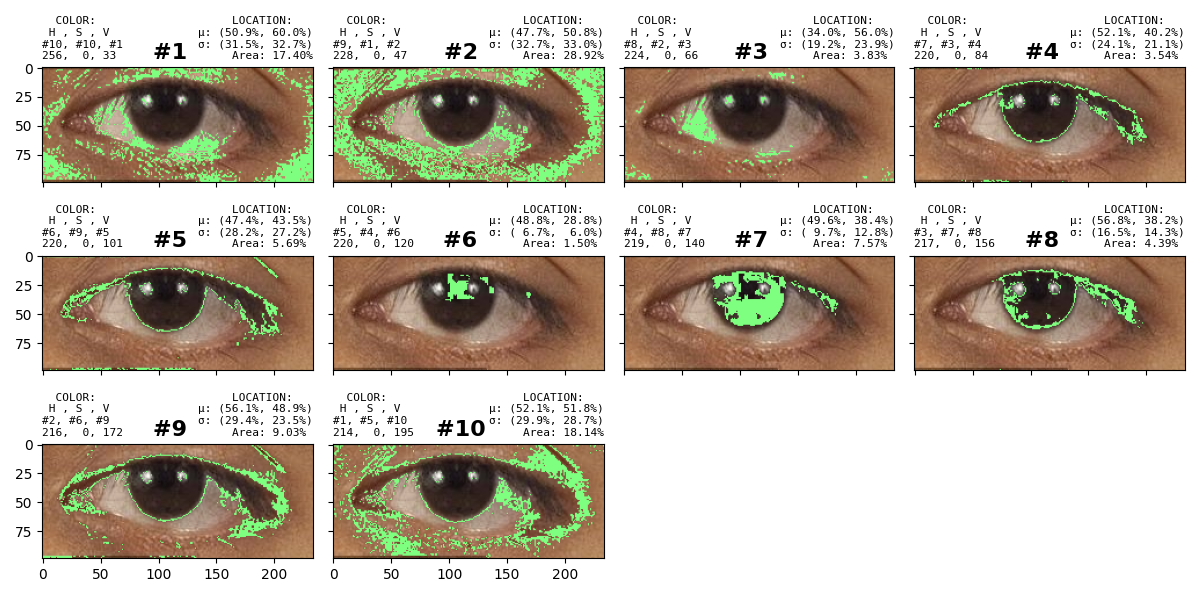 COLOR: LOCATION: COLOR: LOCATION: COLOR: LOCATION: COLOR: LOCATION:
H , S , V μ: (50.9%, 60.0%) H , S , V μ: (47.7%, 50.8%) H , S , V μ: (34.0%, 56.0%) H , S , V μ: (52.1%, 40.2%)
#10, #10, #1 #1 σ: (31.5%, 32.7%) #9, #1, #2 #2 σ: (32.7%, 33.0%) #8, #2, #3 #3 σ: (19.2%, 23.9%) #7, #3, #4 #4 σ: (24.1%, 21.1%)
256, 0, 33 Area: 17.40% 228, 0, 47 Area: 28.92% 224, 0, 66 Area: 3.83% 220, 0, 84 Area: 3.54%
0
25
50
75
COLOR: LOCATION: COLOR: LOCATION: COLOR: LOCATION: COLOR: LOCATION:
H , S , V μ: (47.4%, 43.5%) H , S , V μ: (48.8%, 28.8%) H , S , V μ: (49.6%, 38.4%) H , S , V μ: (56.8%, 38.2%)
#6, #9, #5 #5 σ: (28.2%, 27.2%) #5, #4, #6 #6 σ: ( 6.7%, 6.0%) #4, #8, #7 #7 σ: ( 9.7%, 12.8%) #3, #7, #8 #8 σ: (16.5%, 14.3%)
220, 0, 101 Area: 5.69% 220, 0, 120 Area: 1.50% 219, 0, 140 Area: 7.57% 217, 0, 156 Area: 4.39%
0
25
50
75
COLOR: LOCATION: COLOR: LOCATION:
H , S , V μ: (56.1%, 48.9%) H , S , V μ: (52.1%, 51.8%)
#2, #6, #9 #9 σ: (29.4%, 23.5%) #1, #5, #10 #10 σ: (29.9%, 28.7%)
216, 0, 172 Area: 9.03% 214, 0, 195 Area: 18.14%
0
25
50
75
0 50 100 150 200 0 50 100 150 200